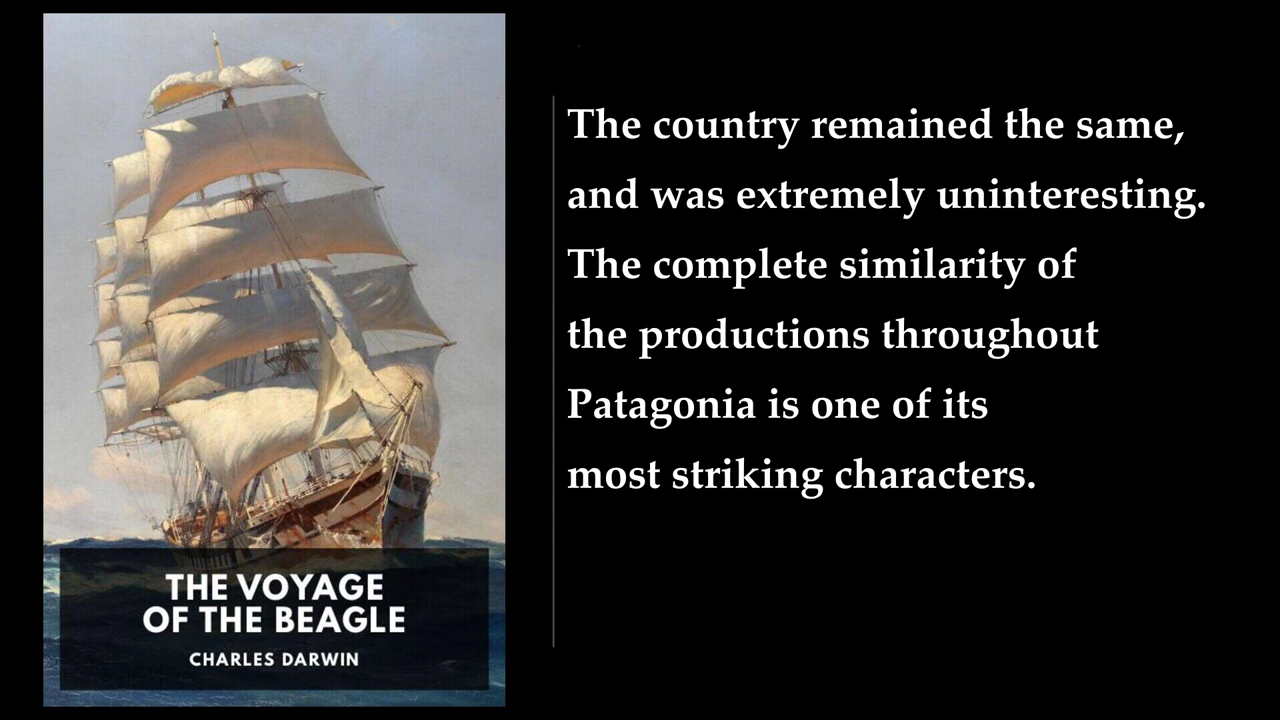 THE VOYAGE
OF THE BEAGLE
CHARLES DARWIN
The country remained the same,
and was extremely uninteresting.
The complete similarity of
the productions throughout
Patagonia is one of its
most striking characters.